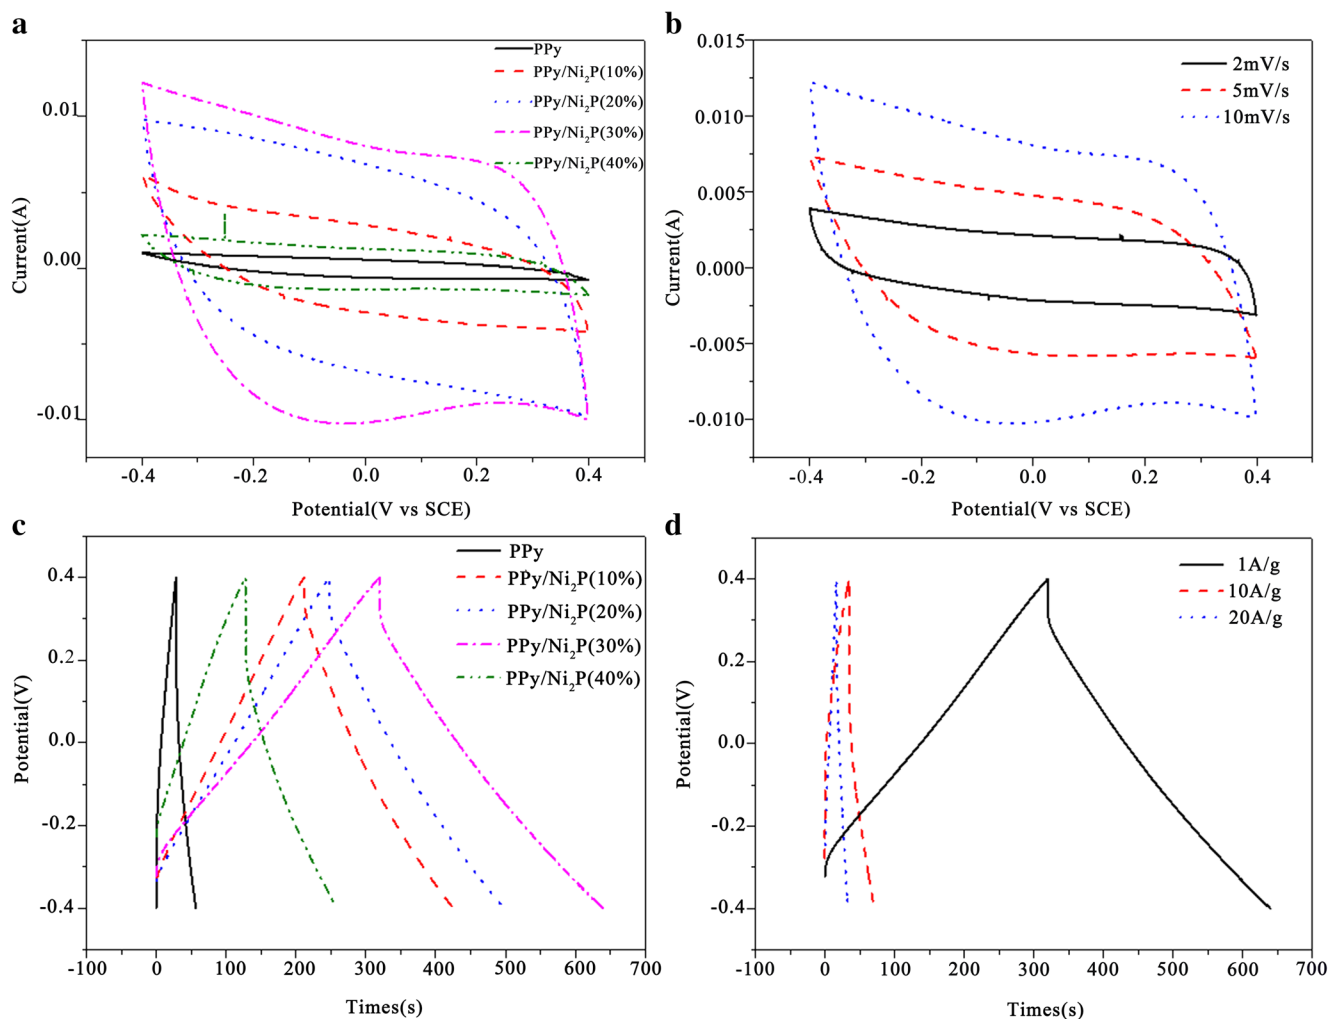 a
PPy
PPy/Ni2P(10%)
PPy/Ni2P(20%)
PPy/Ni2P(30%)
PPy/Ni2P(40%)
0.01
0.00
-0.01
Current(A)
-0.4 -0.2 0.0 0.2 0.4
Potential(V vs SCE)
b
2mV/s
5mV/s
10mV/s
0.015
0.010
0.005
0.000
-0.005
-0.010
Current(A)
-0.4 -0.2 0.0 0.2 0.4
Potential(V vs SCE)
c
PPy
PPy/Ni2P(10%)
PPy/Ni2P(20%)
PPy/Ni2P(30%)
PPy/Ni2P(40%)
0.4
0.2
0.0
-0.2
-0.4
Potential(V)
-100 0 100 200 300 400 500 600 700
Times(s)
d
1A/g
10A/g
20A/g
0.4
0.2
0.0
-0.2
-0.4
Potential(V)
-100 0 100 200 300 400 500 600 700
Times(s)